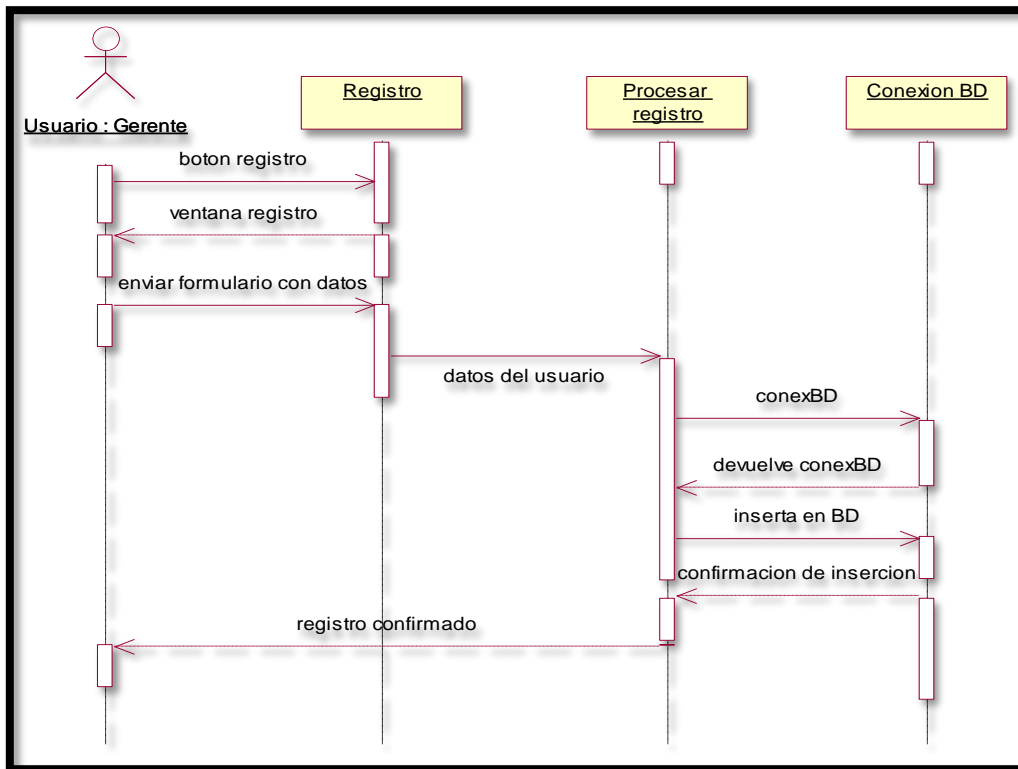 Registro
Procesar
registro
Conexion BD
Usuario : Gerente
boton registro
ventana registro
enviar formulario con datos
datos del usuario
conexBD
devuelve conexBD
inserta en BD
confirmacion de insercion
registro confirmado